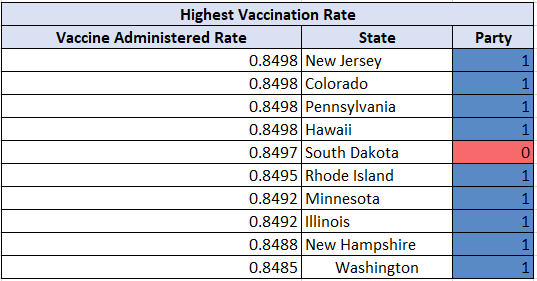 Highest Vaccination Rate
Vaccine Administered Rate State Party
0.8498 New Jersey 1
0.8498 Colorado 1
0.8498 Pennsylvania 1
0.8498 Hawaii 1
0.8497 South Dakota 0
0.8495 Rhode Island 1
0.8492 Minnesota 1
0.8492 Illinois 1
0.8488 New Hampshire 1
0.8485 Washington 1